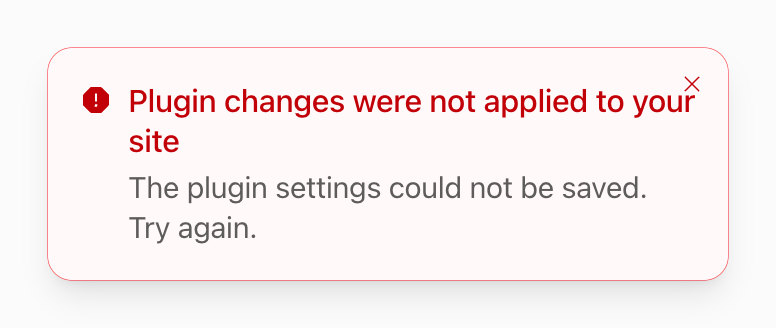 Plugin changes were not applied to your
site
The plugin settings could not be saved.
Try again.